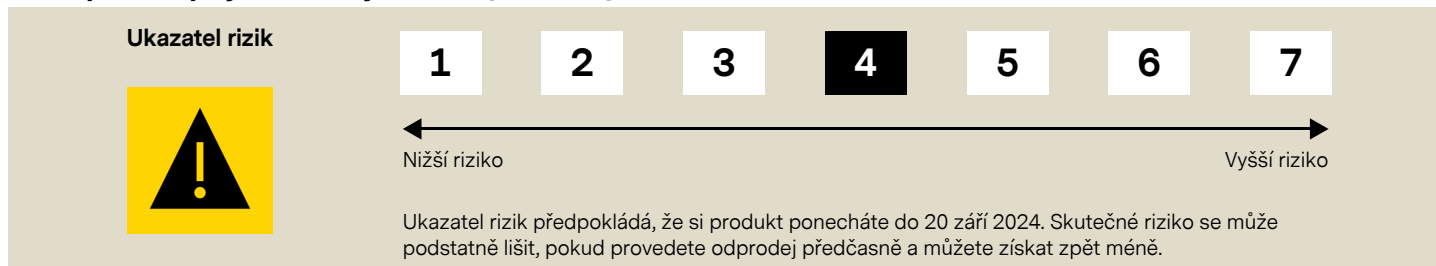 Ukazatel rizik
1 2 3 4 5 6 7
Nižší riziko Vyšší riziko
Ukazatel rizik předpokládá, že si produkt ponecháte do 20 září 2024. Skutečné riziko se může
podstatně lišit, pokud provedete odprodej předčasně a můžete získat zpět méně.